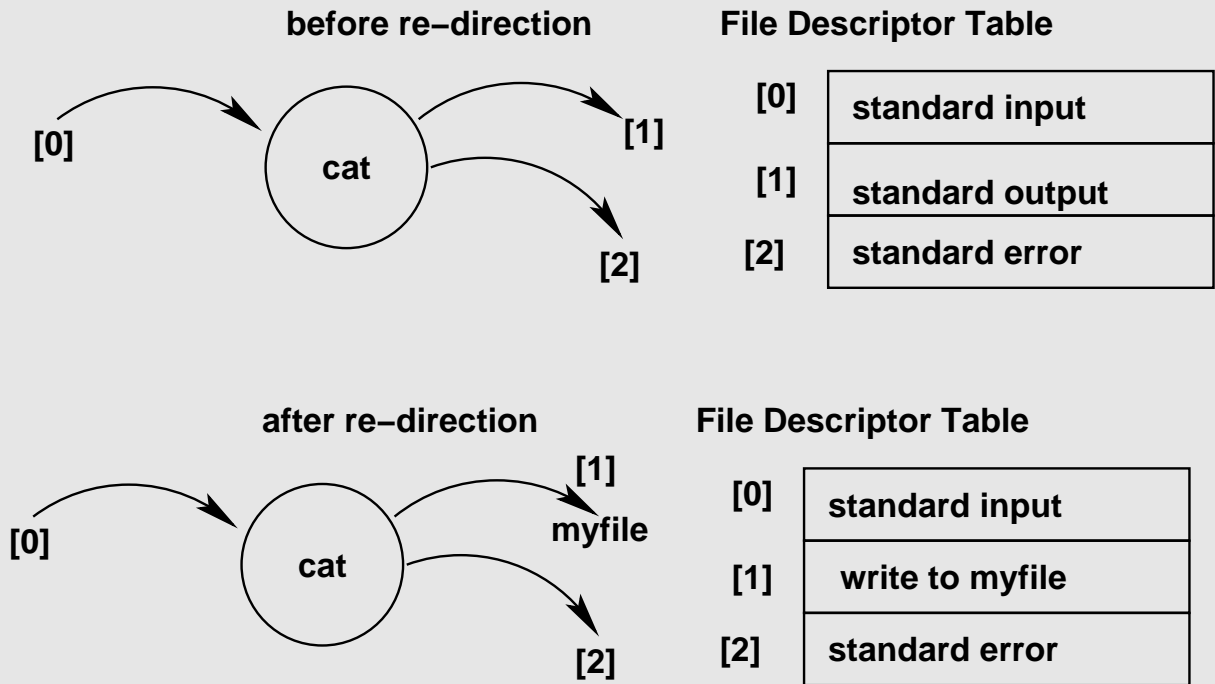 before re–direction
File Descriptor Table
[0]
cat
[1]
[2]
[0]
standard input
[1]
standard output
[2]
standard error
after re–direction
File Descriptor Table
[0]
cat
[1]
myfile
[2]
[0]
standard input
[1]
write to myfile
[2]
standard error